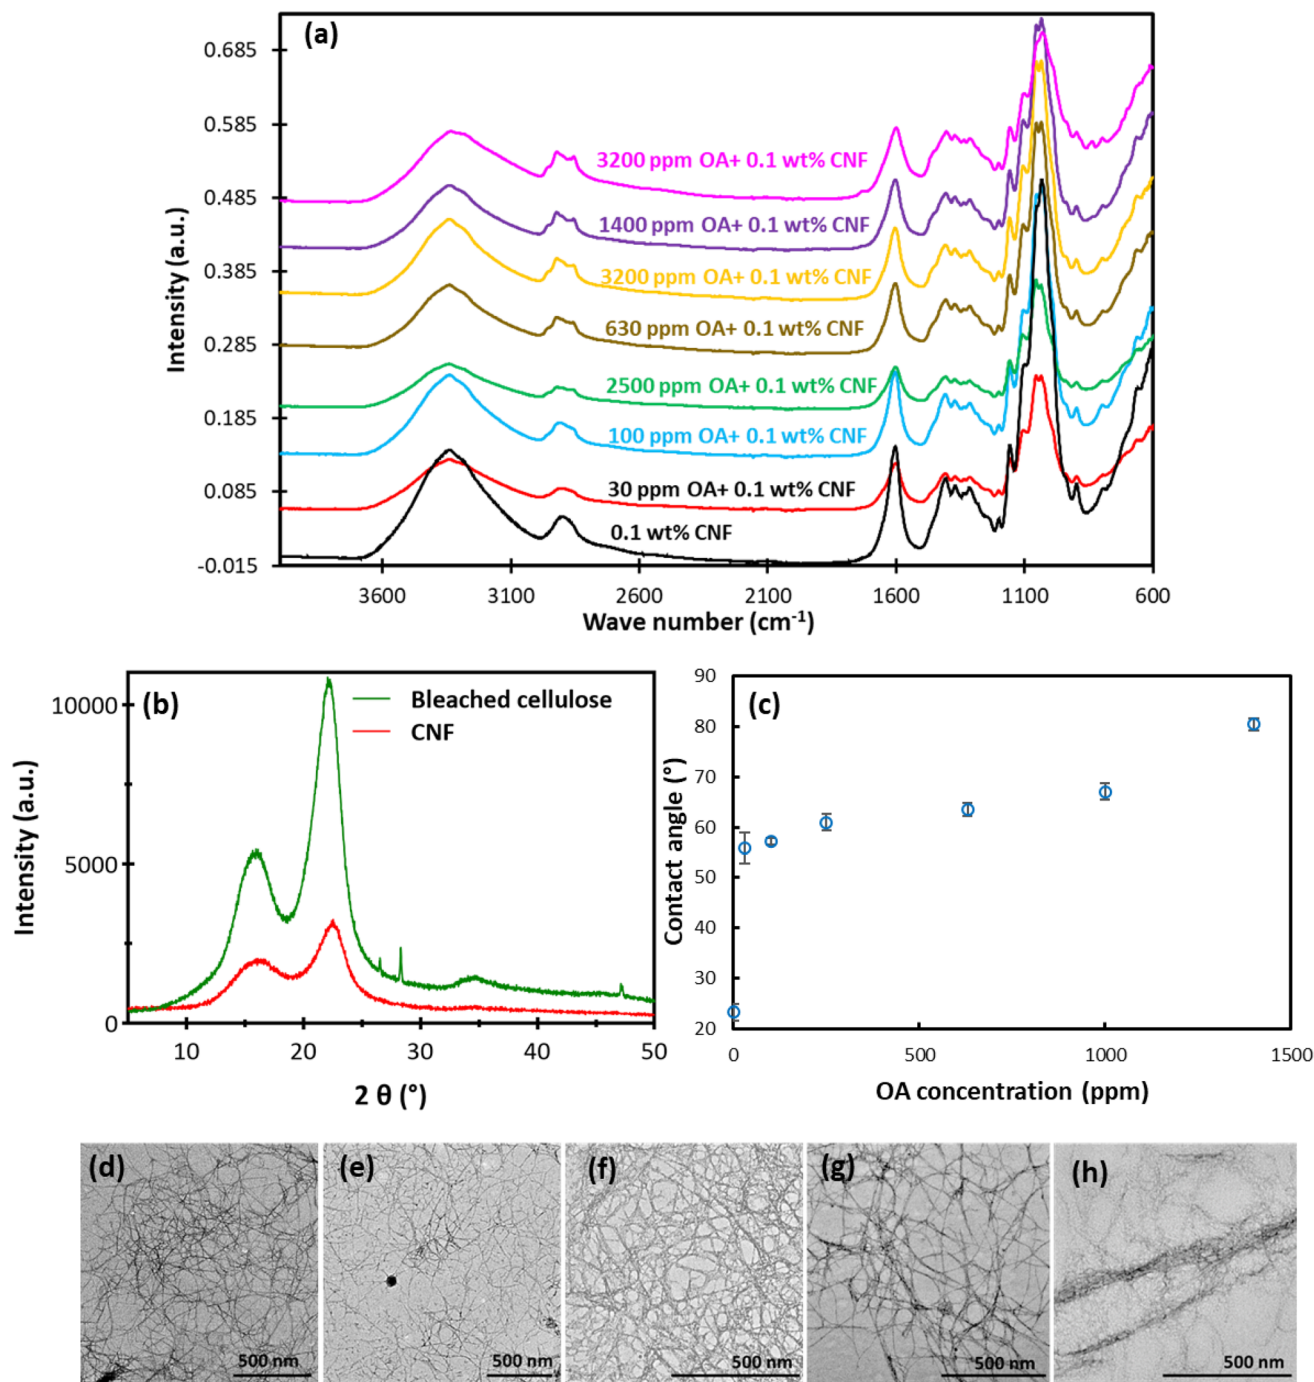 (a)
0.685
0.585
0.485
0.385
0.285
0.185
0.085
-0.015
Intensity (a.u.)
3200 ppm OA+ 0.1 wt% CNF
1400 ppm OA+ 0.1 wt% CNF
3200 ppm OA+ 0.1 wt% CNF
630 ppm OA+ 0.1 wt% CNF
2500 ppm OA+ 0.1 wt% CNF
100 ppm OA+ 0.1 wt% CNF
30 ppm OA+ 0.1 wt% CNF
0.1 wt% CNF
3600 3100 2600 2100 1600 1100 600
Wave number (cm⁻¹)
(b)
Bleached cellulose
CNF
10000
5000
0
Intensity (a.u.)
10 20 30 40 50
2 θ (°)
(c)
90
80
70
60
50
40
30
20
Contact angle (°)
0 500 1000 1500
OA concentration (ppm)
(d)
500 nm
(e)
500 nm
(f)
500 nm
(g)
500 nm
(h)
500 nm